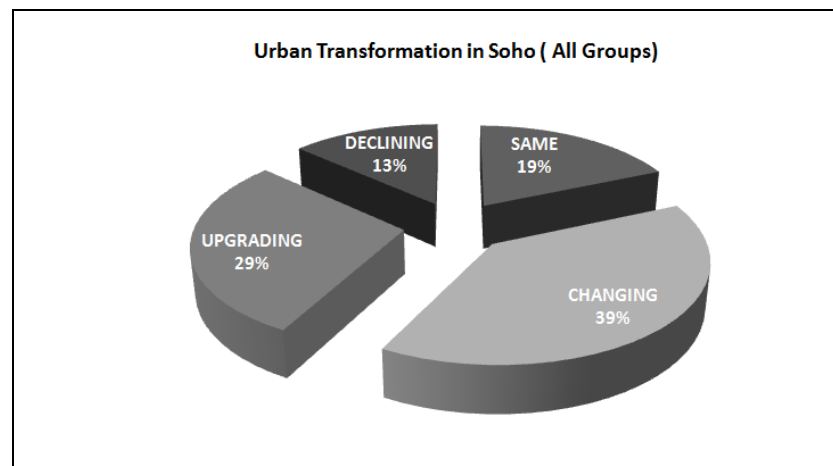 Urban Transformation in Soho ( All Groups)
DECLINING
13%
SAME
19%
UPGRADING
29%
CHANGING
39%